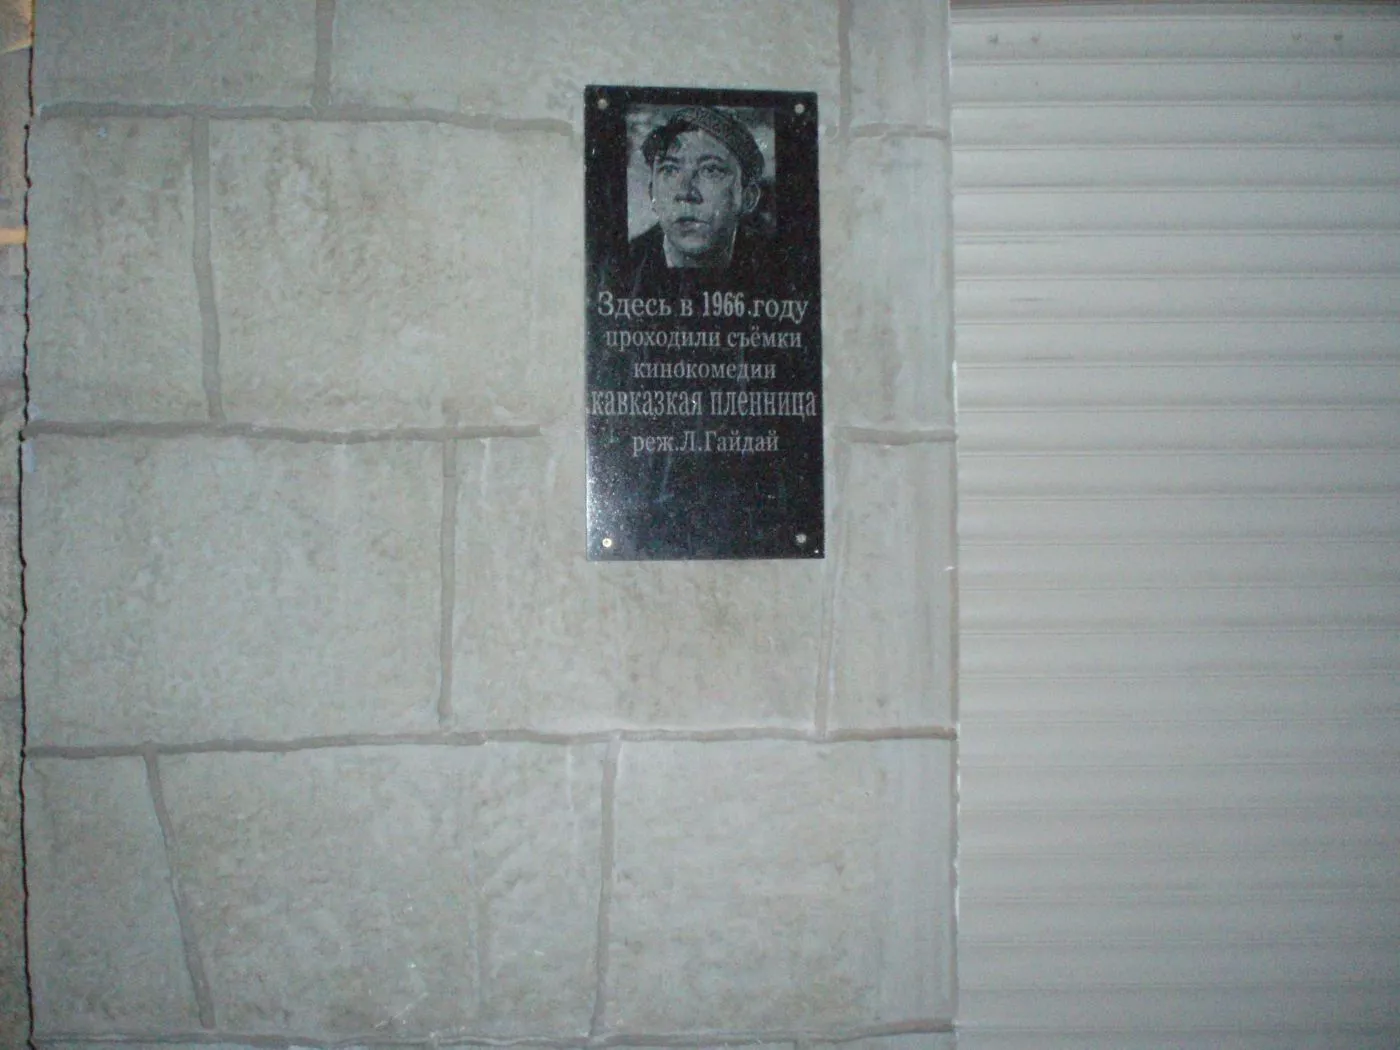 Здесь в 1966 году
проходили съёмки
кинокомедии
КАВКАЗКАЯ ПЛЕННИЦА
реж.Л.Гайдай